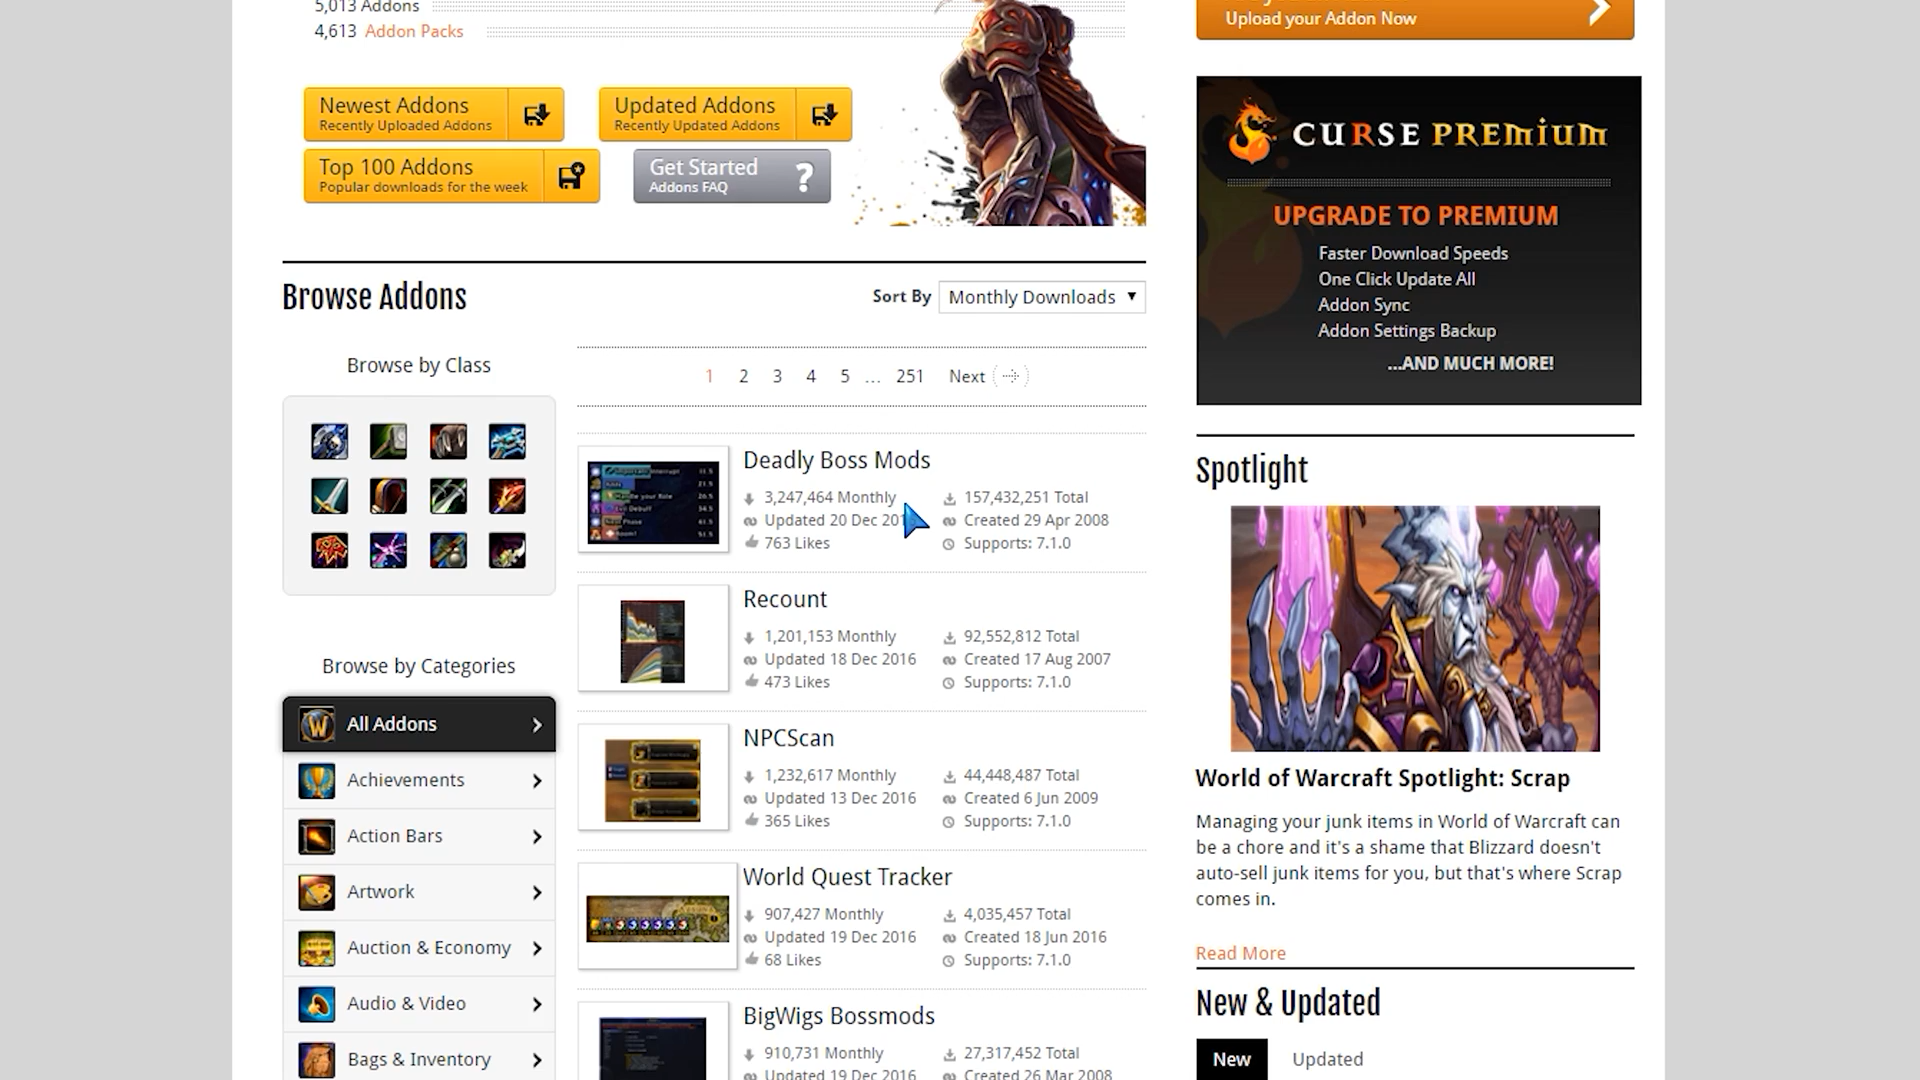 5,013 Addons
4,613 Addon Packs
Newest Addons
Recently Uploaded Addons
Updated Addons
Recently Updated Addons
Top 100 Addons
Popular downloads for the week
Get Started
Addons FAQ
?
Browse Addons
Sort By Monthly Downloads
Browse by Class
1 2 3 4 5 ... 251 Next
Deadly Boss Mods
3,247,464 Monthly
157,432,251 Total
Updated 20 Dec
Created 29 Apr 2008
763 Likes
Supports: 7.1.0
Recount
1,201,153 Monthly
92,552,812 Total
Updated 18 Dec 2016
Created 17 Aug 2007
473 Likes
Supports: 7.1.0
NPCScan
1,232,617 Monthly
44,448,487 Total
Updated 13 Dec 2016
Created 6 Jun 2009
365 Likes
Supports: 7.1.0
World Quest Tracker
907,427 Monthly
4,035,457 Total
Updated 19 Dec 2016
Created 18 Jun 2016
68 Likes
Supports: 7.1.0
BigWigs Bossmods
910,731 Monthly
27,317,452 Total
Updated 19 Dec 2016
Created 26 Mar 2008
Browse by Categories
All Addons
Achievements
Action Bars
Artwork
Auction & Economy
Audio & Video
Bags & Inventory
Upload your Addon Now
CURSE PREMIUM
UPGRADE TO PREMIUM
Faster Download Speeds
One Click Update All
Addon Sync
Addon Settings Backup
...AND MUCH MORE!
Spotlight
World of Warcraft Spotlight: Scrap
Managing your junk items in World of Warcraft can
be a chore and it's a shame that Blizzard doesn't
auto-sell junk items for you, but that's where Scrap
comes in.
Read More
New & Updated
New Updated